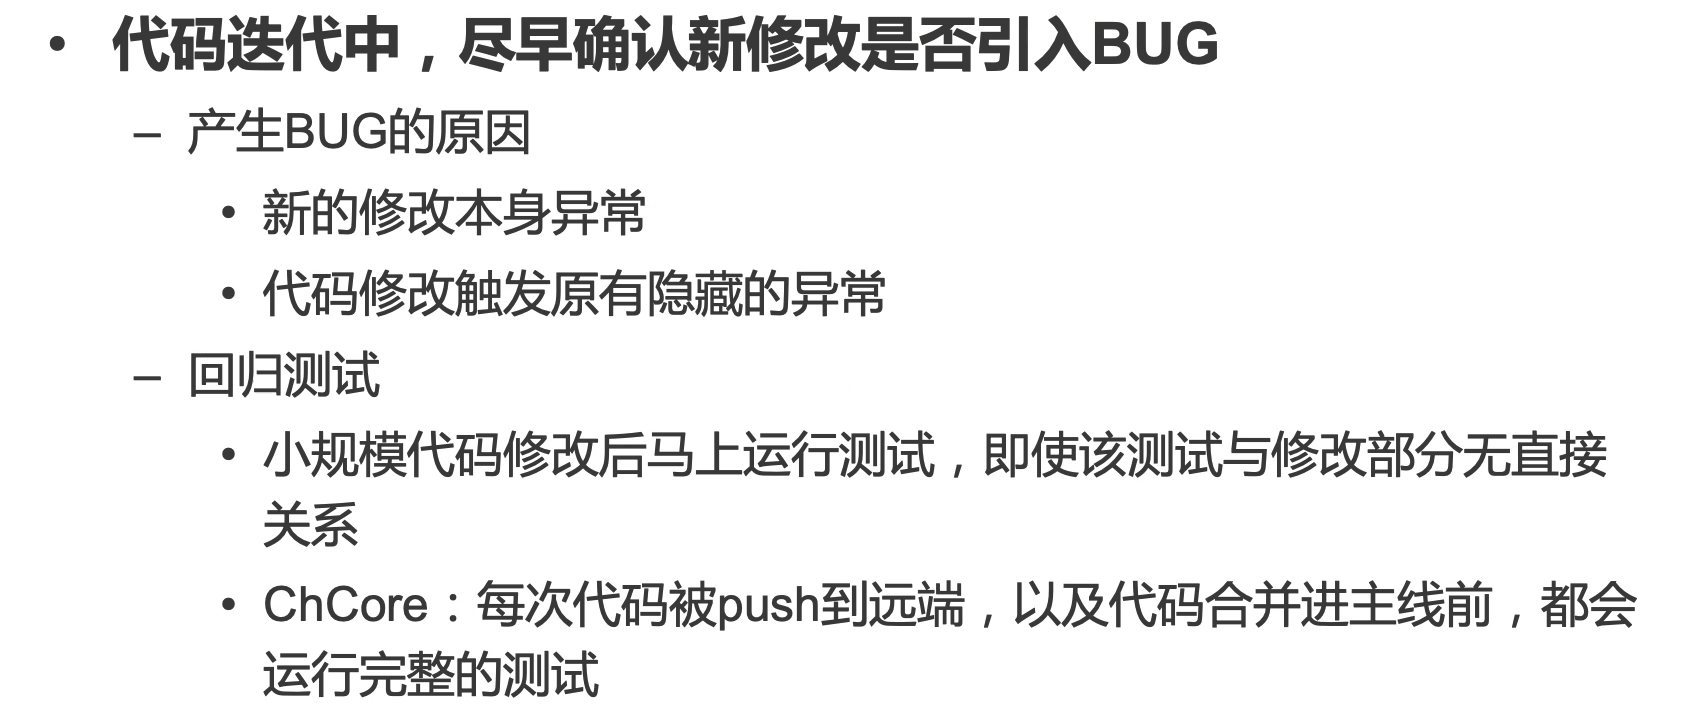 • 代码迭代中，尽早确认新修改是否引入BUG
– 产生BUG的原因
• 新的修改本身异常
• 代码修改触发原有隐藏的异常
– 回归测试
• 小规模代码修改后马上运行测试，即使该测试与修改部分无直接
关系
• ChCore：每次代码被push到远端，以及代码合并进主线前，都会
运行完整的测试